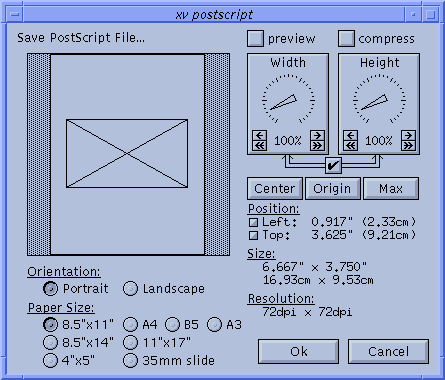 xv postscript
Save PostScript File...
preview compress
Width Height
100% 100%
Center Origin Max
Position:
Left: 0.917" (2.33cm)
Top: 3.625" (9.21cm)
Size:
6.667" x 3.750"
16.93cm x 9.53cm
Resolution:
72dpi x 72dpi
Orientation:
Portrait Landscape
Paper Size:
8.5"x11" A4 B5 A3
8.5"x14" 11"x17"
4"x5" 35mm slide
Ok Cancel